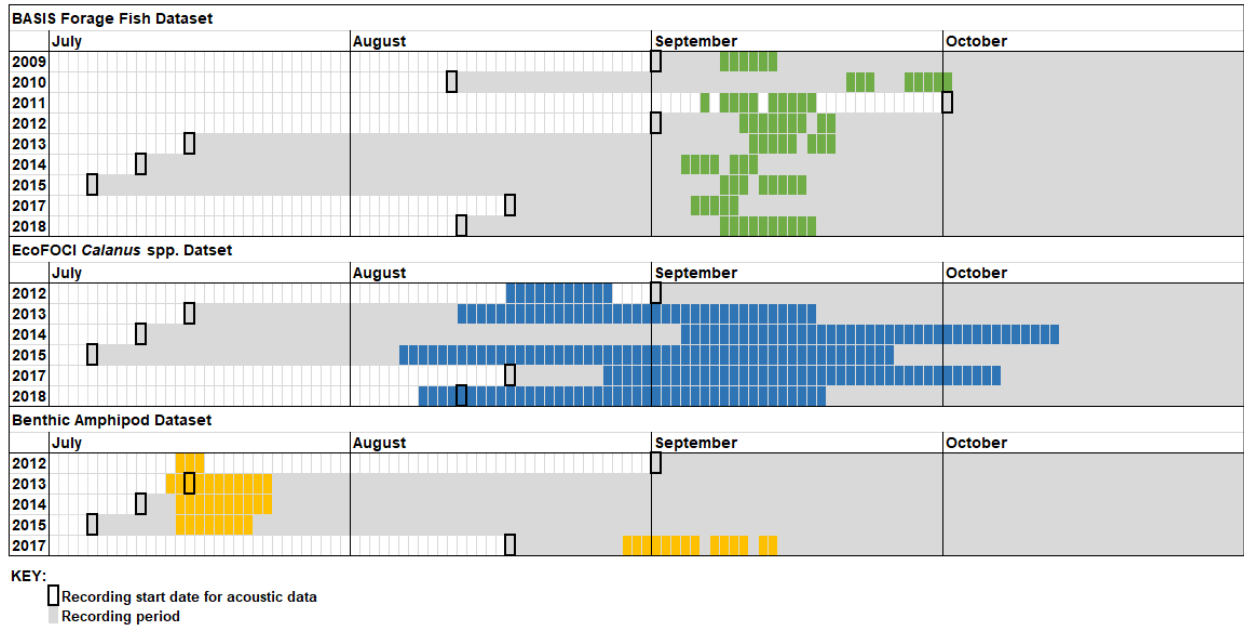 BASIS Forage Fish Dataset
July August September October
2009
2010
2011
2012
2013
2014
2015
2017
2018
EcoFOCI Calanus spp. Datset
July August September October
2012
2013
2014
2015
2017
2018
Benthic Amphipod Dataset
July August September October
2012
2013
2014
2015
2017
KEY:
Recording start date for acoustic data
Recording period